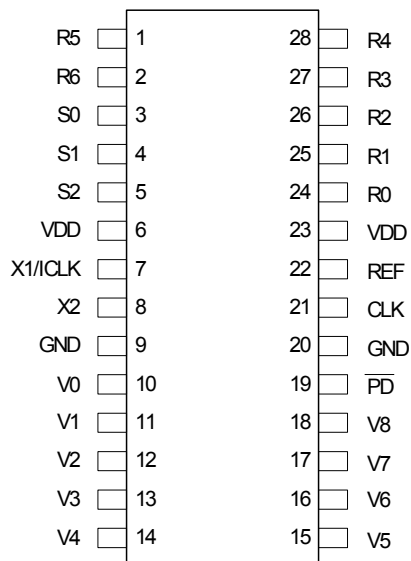 R5 1 28 R4
R6 2 27 R3
S0 3 26 R2
S1 4 25 R1
S2 5 24 R0
VDD 6 23 VDD
X1/ICLK 7 22 REF
X2 8 21 CLK
GND 9 20 GND
V0 10 19 P̅D̅
V1 11 18 V8
V2 12 17 V7
V3 13 16 V6
V4 14 15 V5